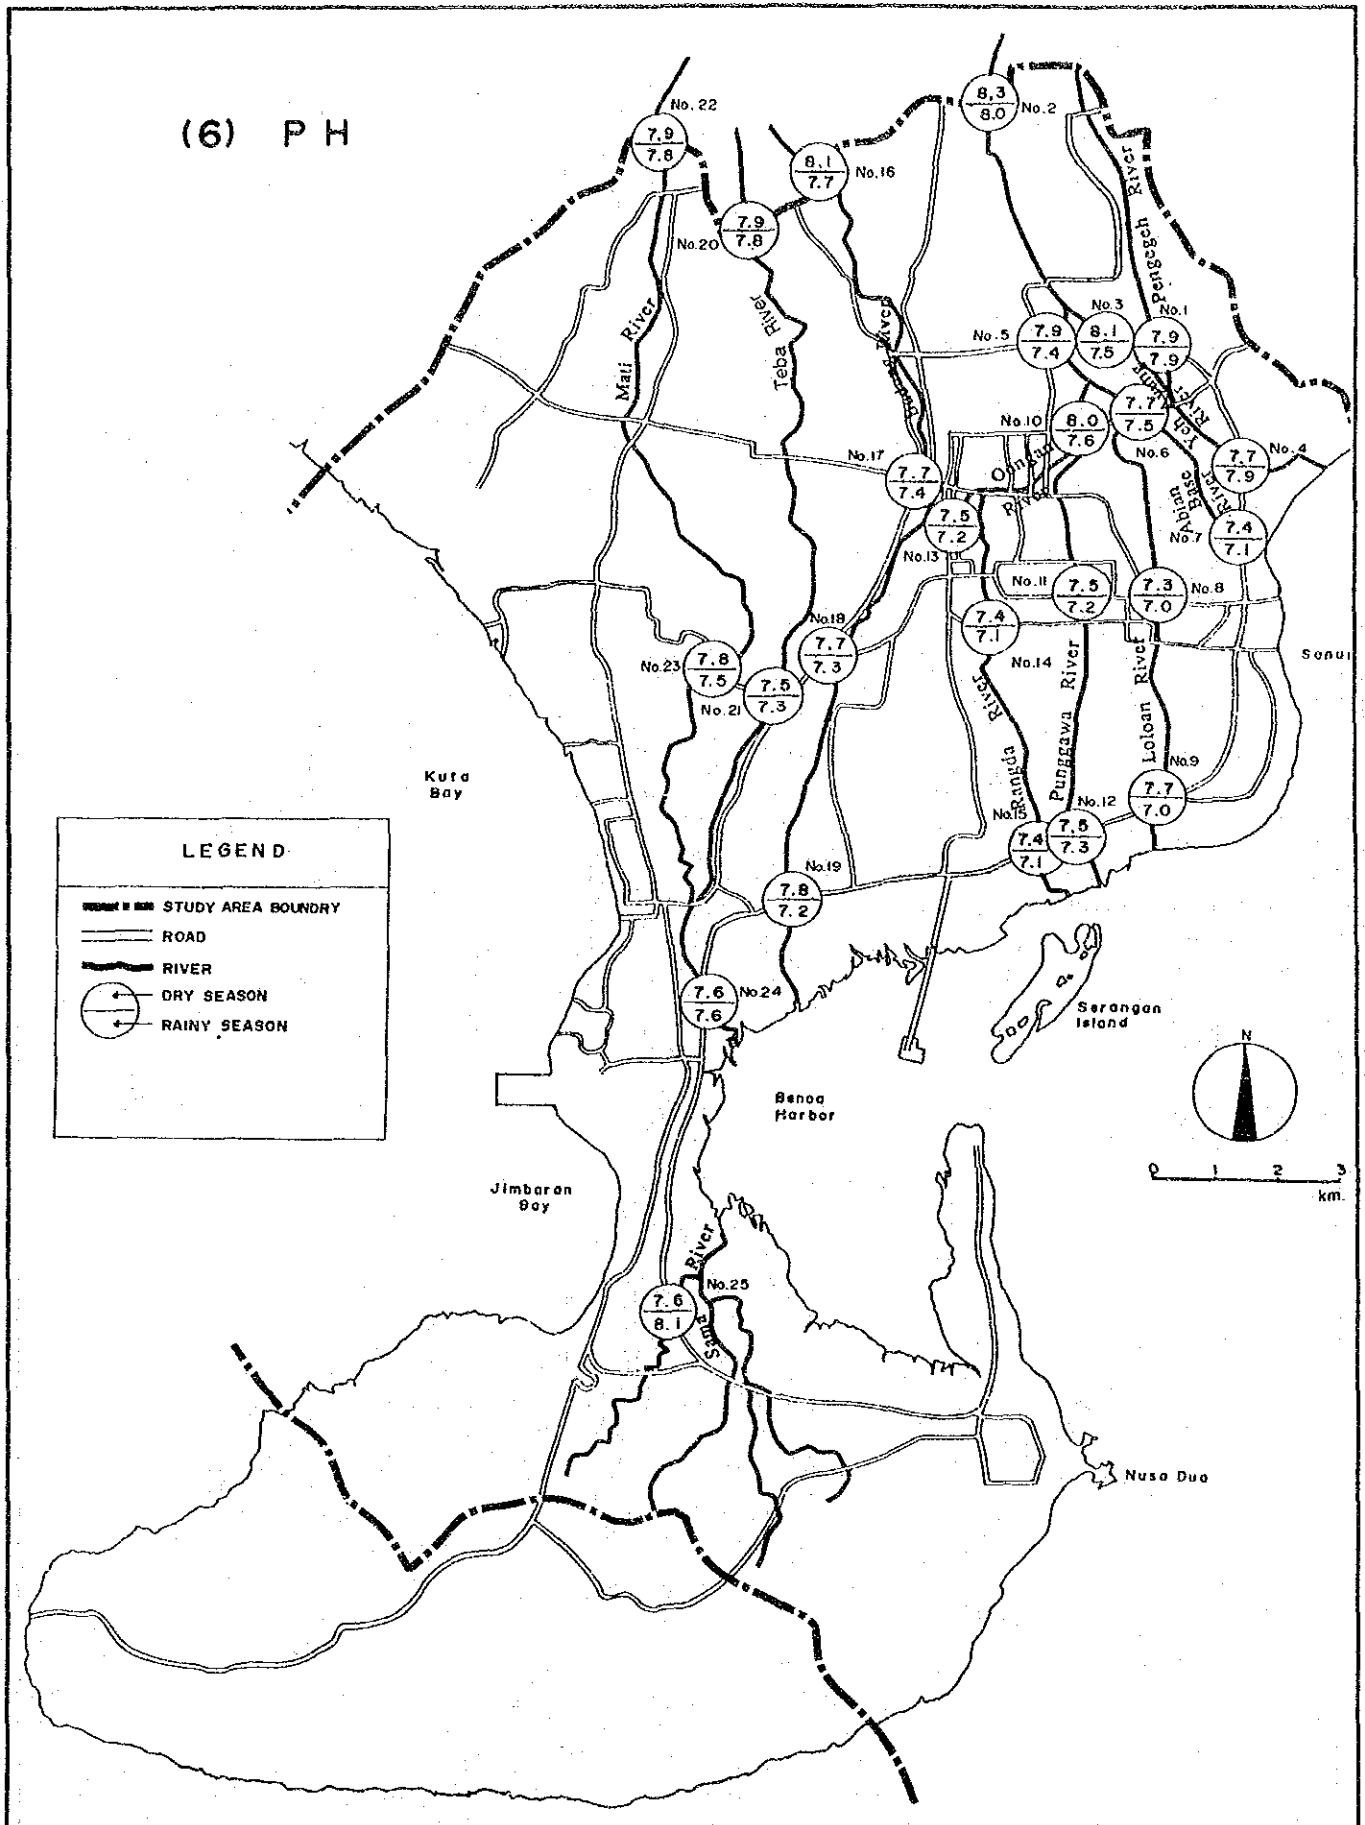 (6) PH
No. 22
7.9
7.8
8.3
8.0
No. 2
8.1
7.7
No.16
7.9
7.8
No.20
Pengegch River
Mati River
Teba River
Badung River
No. 5
7.9
7.4
No.3
8.1
7.5
No.1
7.9
7.9
No.10
8.0
7.6
7.7
7.5
No.6
Ych River
7.7
7.9
No.4
No.17
7.7
7.4
River
Abian Base River
No.7
7.4
7.1
7.5
7.2
No.13
No.11
7.5
7.2
7.3
7.0
No.8
7.4
7.1
No.14
No.18
7.7
7.3
No.23
7.8
7.5
No.21
7.5
7.3
Sanur
Rangda River
Punggawa River
Loloan River
No.9
7.7
7.0
No.12
7.5
7.3
No.15
7.4
7.1
Kuta
Bay
No.19
7.8
7.2
LEGEND
STUDY AREA BOUNDRY
ROAD
RIVER
DRY SEASON
RAINY SEASON
7.6
7.6
No.24
Serangan
Island
N
Benoa
Harbor
0 1 2 3
km.
Jimbaran
Bay
Sama River
No.25
7.6
8.1
Nusa Dua